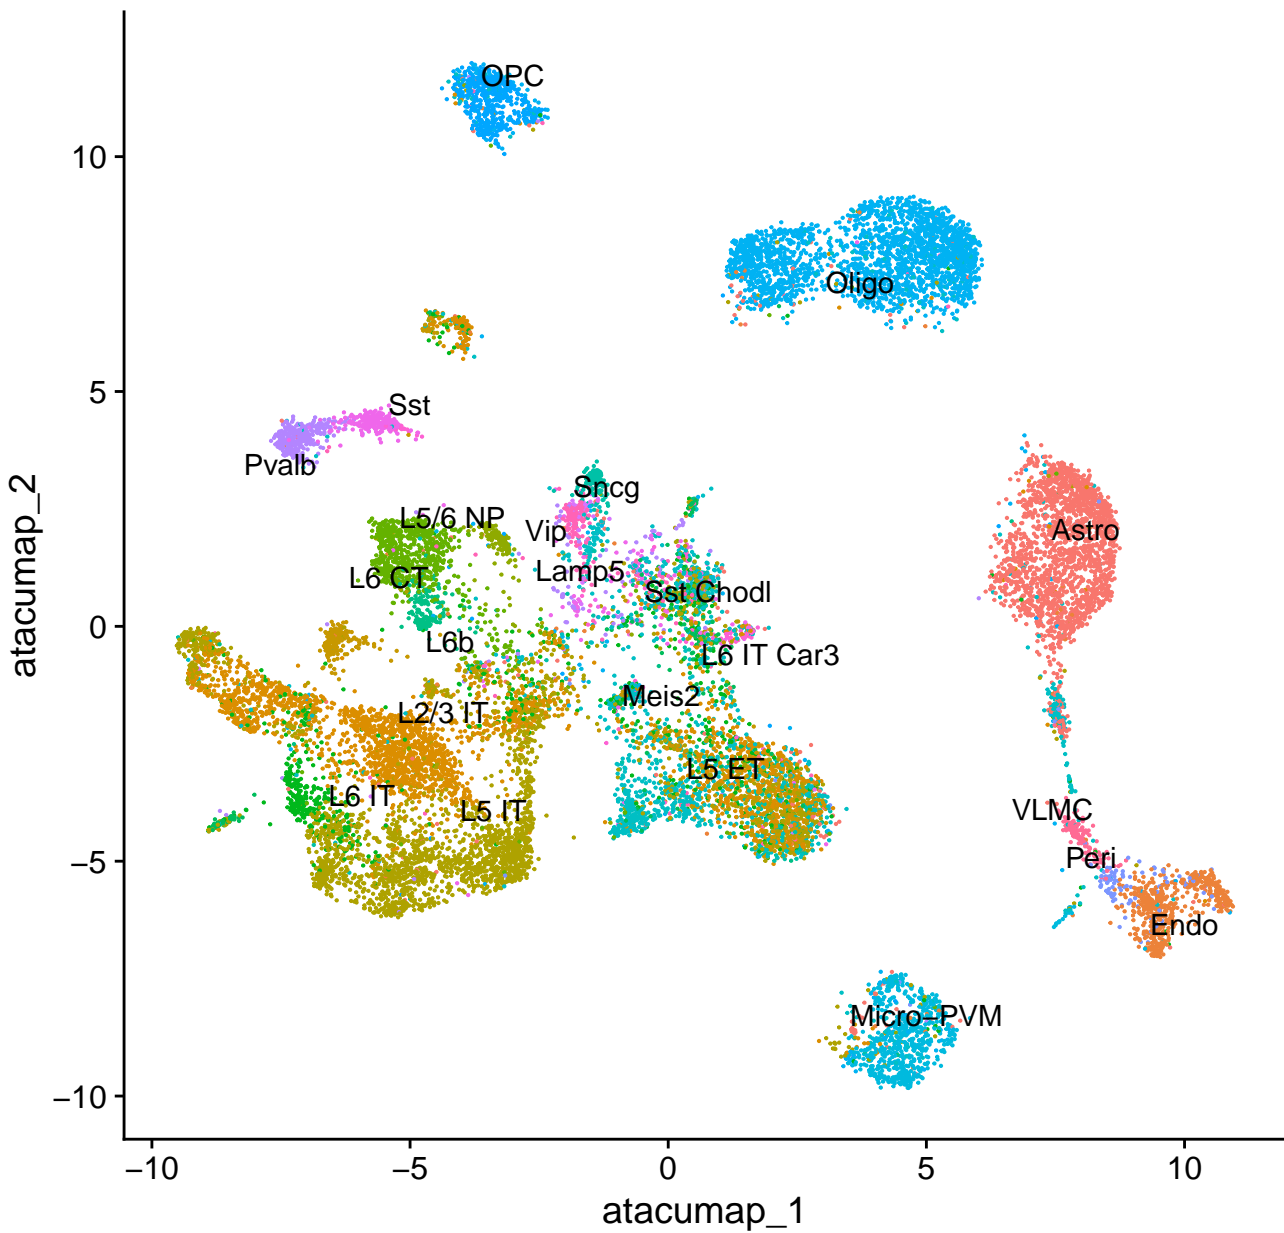 OPC
10
Oligo
5
Sst
Pvalb
Sncg
L5/6 NP
Vip
Astro
Lamp5
L6 CT
Sst Chodl
0
L6b
L6 IT Car3
Meis2
L2/3 IT
L5 ET
L6 IT
L5 IT
VLMC
Peri
−5
Endo
Micro−PVM
−10
−10
−5
0
5
10
atacumap_1
atacumap_2